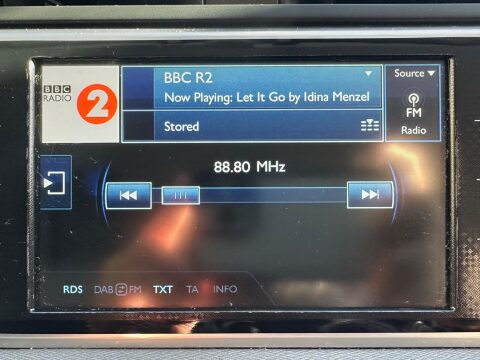 BBC
RADIO
2
BBC R2
Now Playing: Let It Go by Idina Menzel
Stored
Source
FM
Radio
88.80 MHz
RDS DAB FM TXT TA INFO